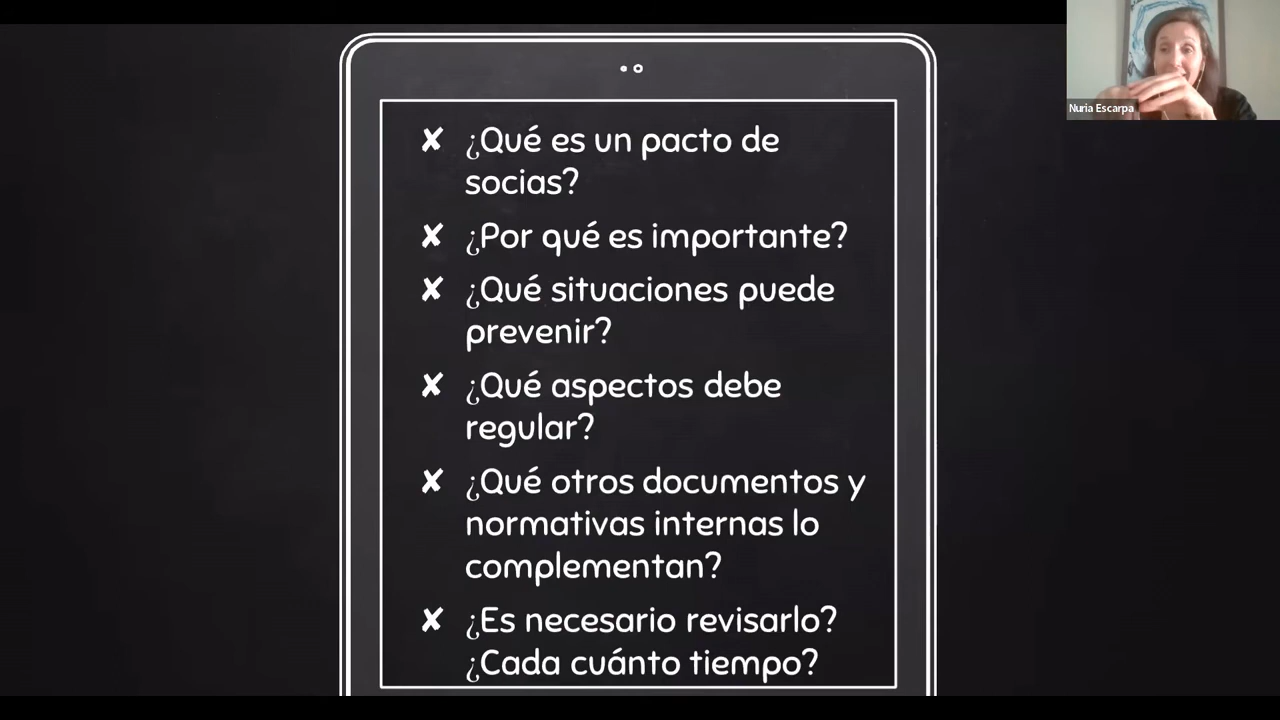 Nuria Escarpa
✘ ¿Qué es un pacto de
socias?
✘ ¿Por qué es importante?
✘ ¿Qué situaciones puede
prevenir?
✘ ¿Qué aspectos debe
regular?
✘ ¿Qué otros documentos y
normativas internas lo
complementan?
✘ ¿Es necesario revisarlo?
¿Cada cuánto tiempo?